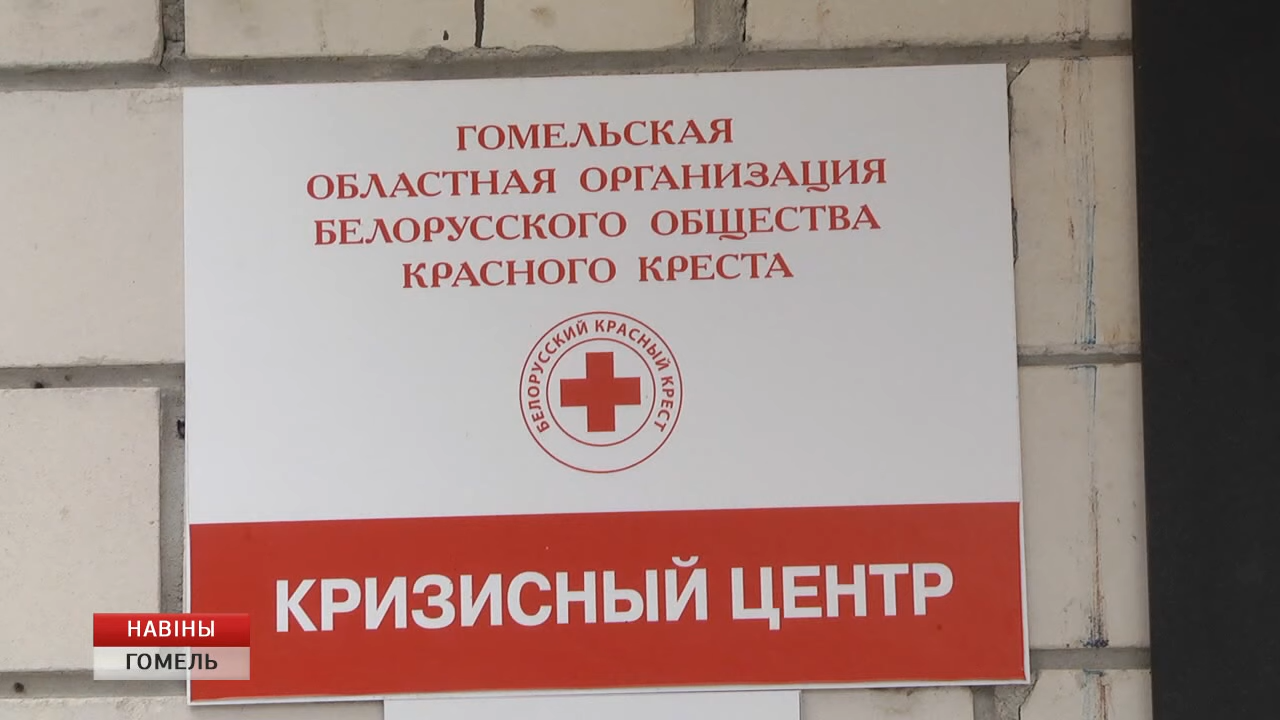 ГОМЕЛЬСКАЯ
ОБЛАСТНАЯ ОРГАНИЗАЦИЯ
БЕЛОРУССКОГО ОБЩЕСТВА
КРАСНОГО КРЕСТА
БЕЛОРУССКИЙ КРАСНЫЙ КРЕСТ
КРИЗИСНЫЙ ЦЕНТР
НАВІНЫ
ГОМЕЛЬ